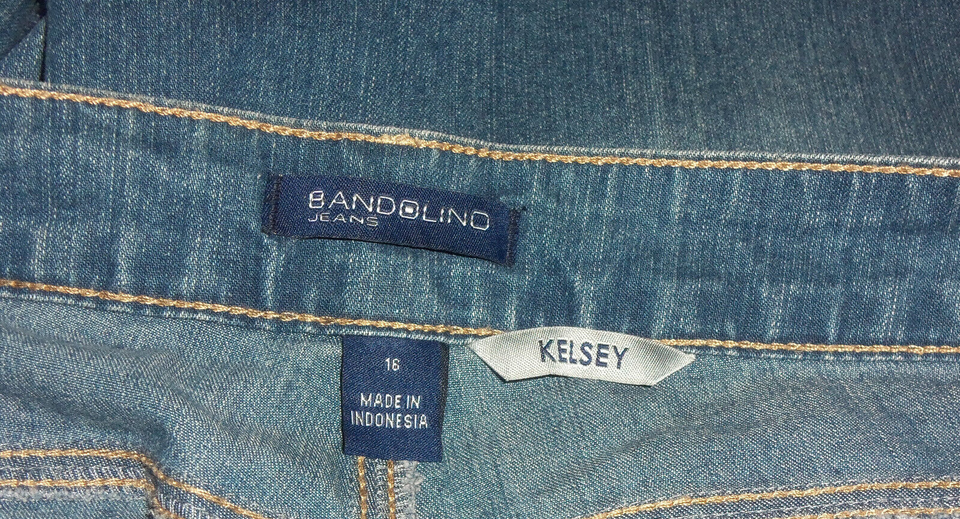 BANDOLINO
JEANS
16
MADE IN
INDONESIA
KELSEY